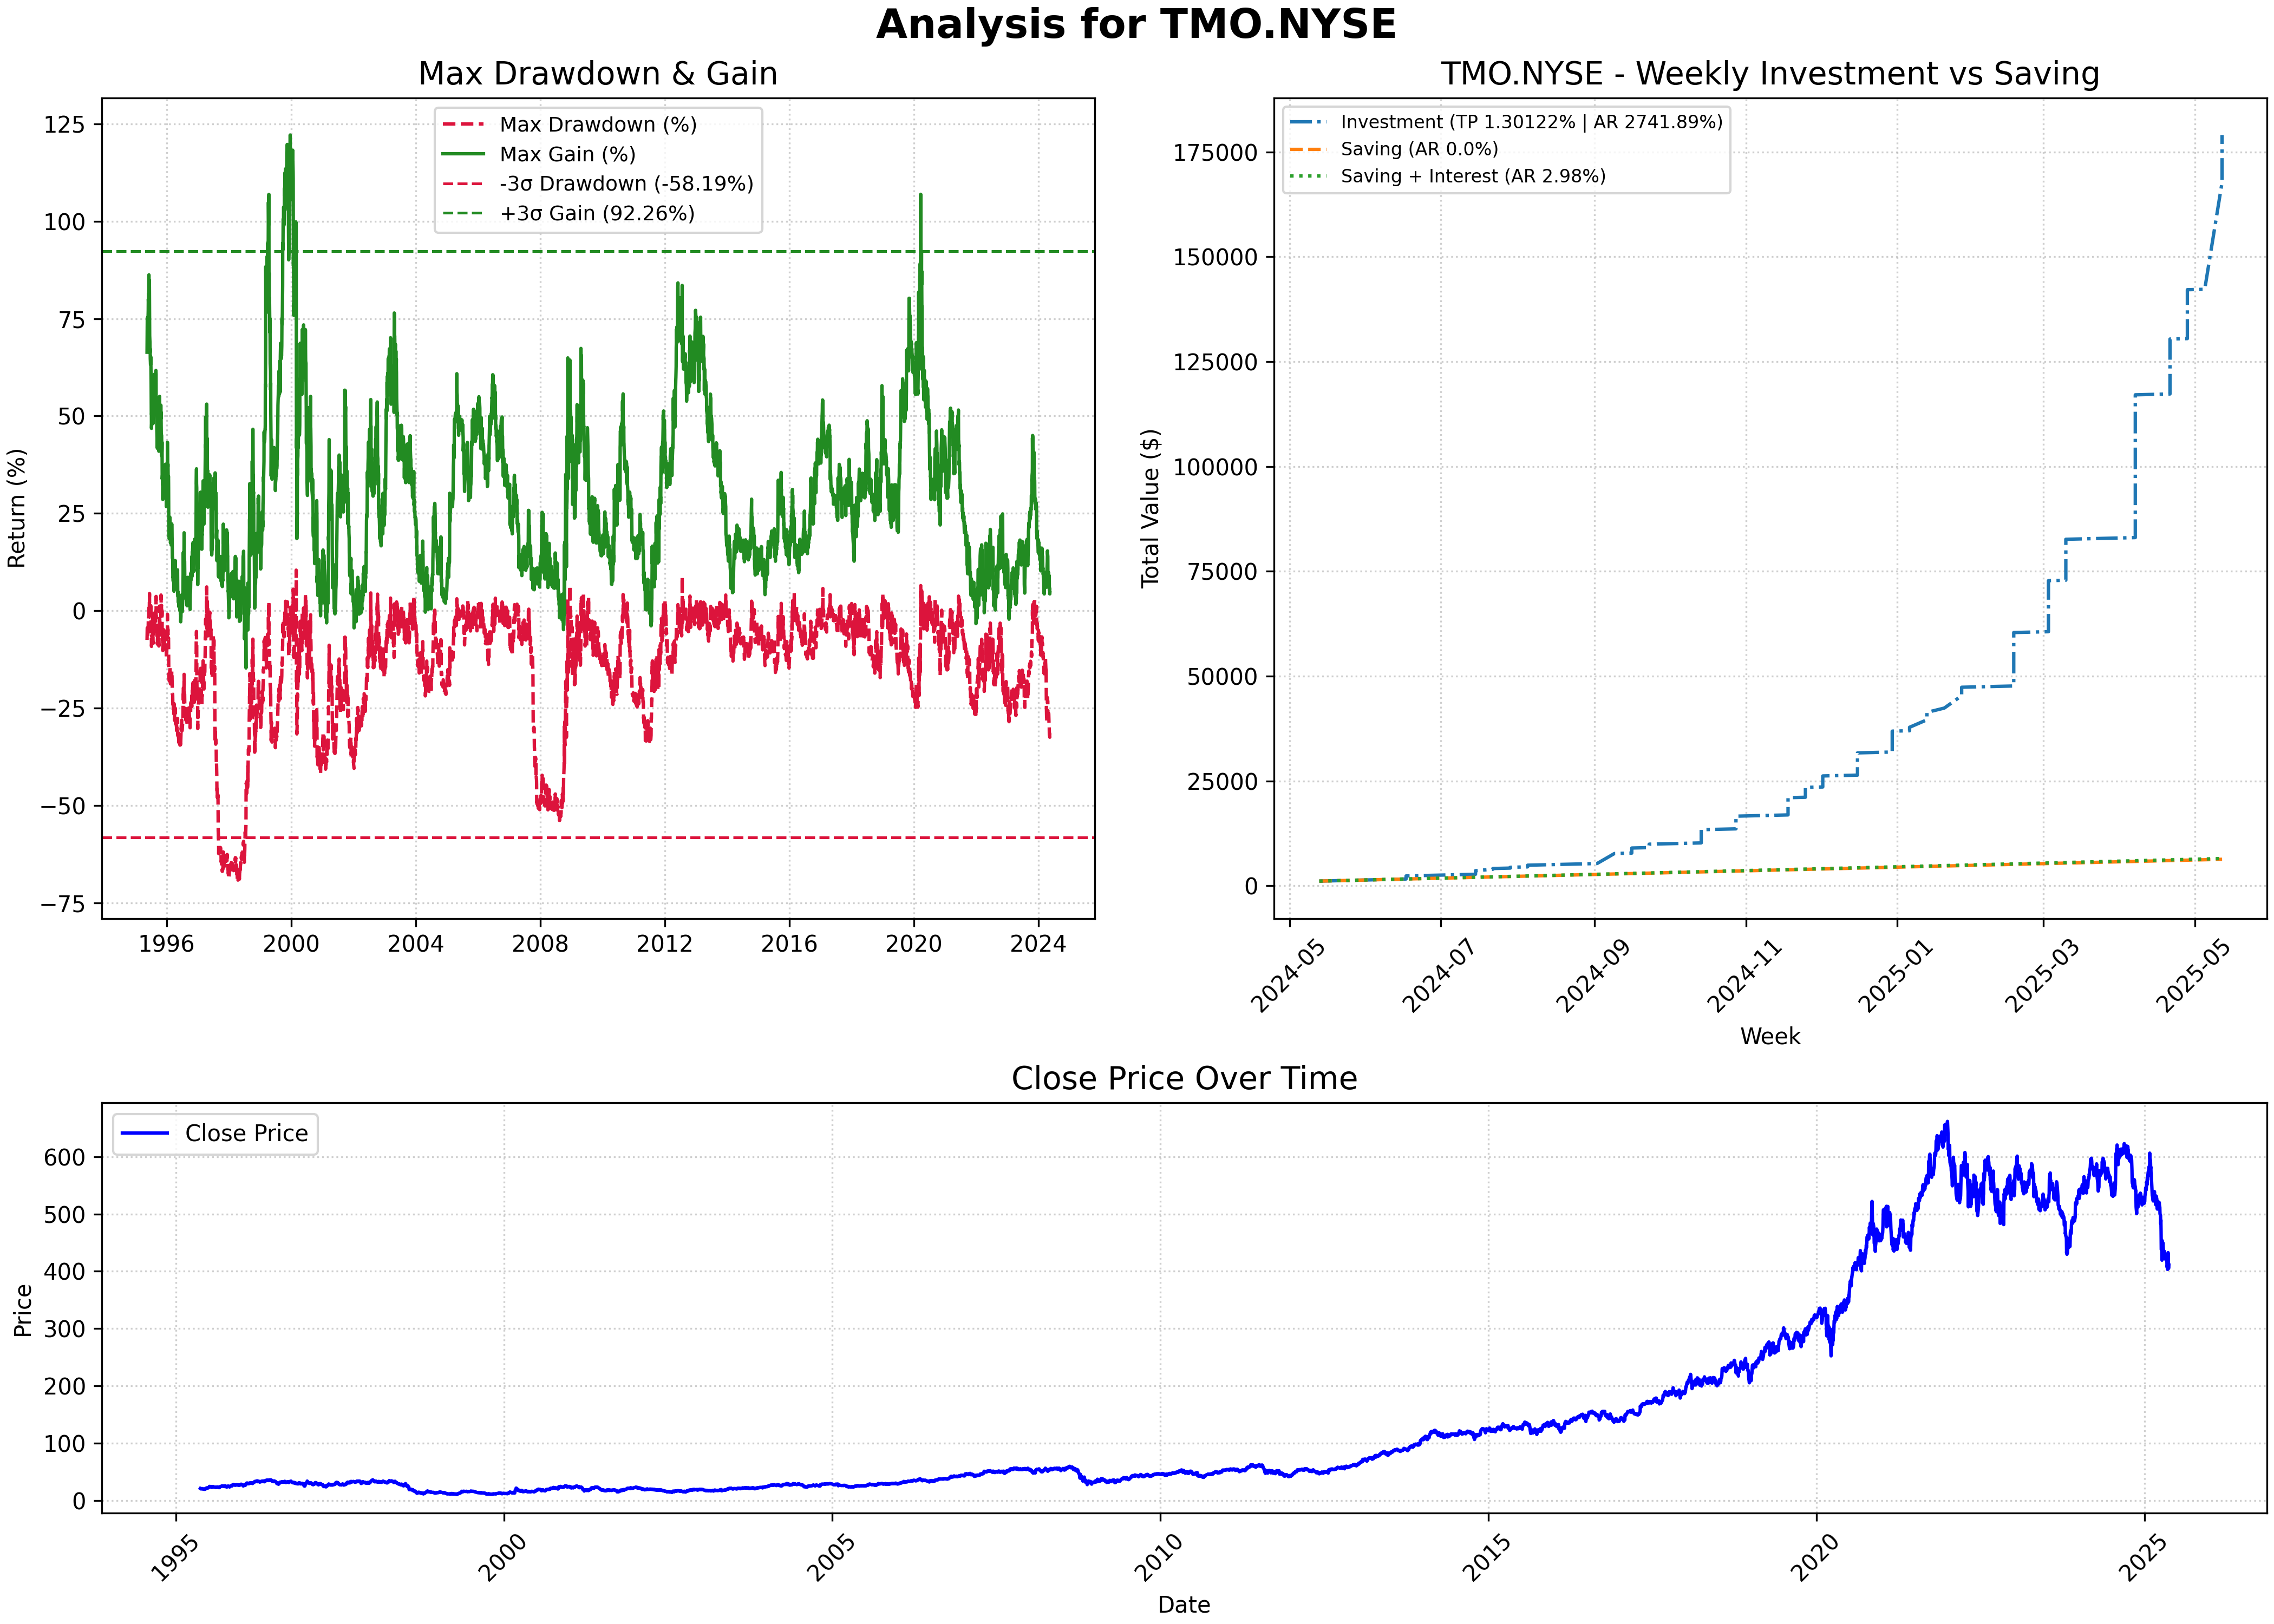 Analysis for TMO.NYSE
Max Drawdown & Gain
Max Drawdown (%)
Max Gain (%)
-3σ Drawdown (-58.19%)
+3σ Gain (92.26%)
Return (%)
125
100
75
50
25
0
−25
−50
−75
1996
2000
2004
2008
2012
2016
2020
2024
TMO.NYSE - Weekly Investment vs Saving
Investment (TP 1.30122% | AR 2741.89%)
Saving (AR 0.0%)
Saving + Interest (AR 2.98%)
Total Value ($)
175000
150000
125000
100000
75000
50000
25000
0
2024-05
2024-07
2024-09
2024-11
2025-01
2025-03
2025-05
Week
Close Price Over Time
Close Price
Price
600
500
400
300
200
100
0
1995
2000
2005
2010
2015
2020
2025
Date